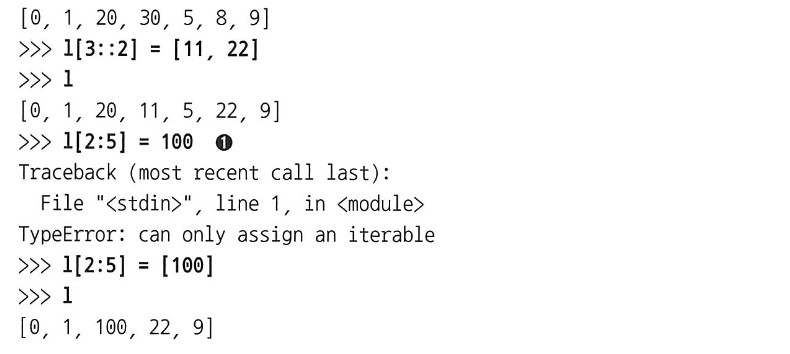 [0, 1, 20, 30, 5, 8, 9]
>>> l[3::2] = [11, 22]
>>> l
[0, 1, 20, 11, 5, 22, 9]
>>> l[2:5] = 100 ❶
Traceback (most recent call last):
  File "<stdin>", line 1, in <module>
TypeError: can only assign an iterable
>>> l[2:5] = [100]
>>> l
[0, 1, 100, 22, 9]